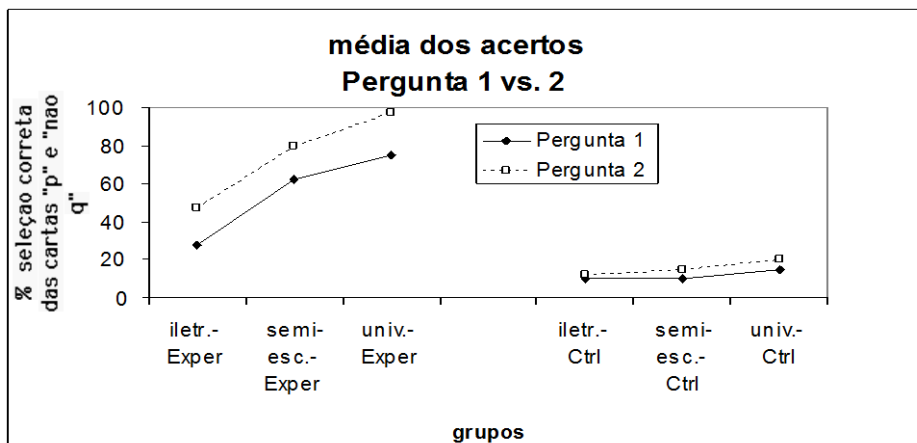 média dos acertos
Pergunta 1 vs. 2
% seleçao correta
das cartas "p" e "nao
q"
100
80
60
40
20
0
Pergunta 1
Pergunta 2
iletr.-
Exper
semi-
esc.-
Exper
univ.-
Exper
iletr.-
Ctrl
semi-
esc.-
Ctrl
univ.-
Ctrl
grupos